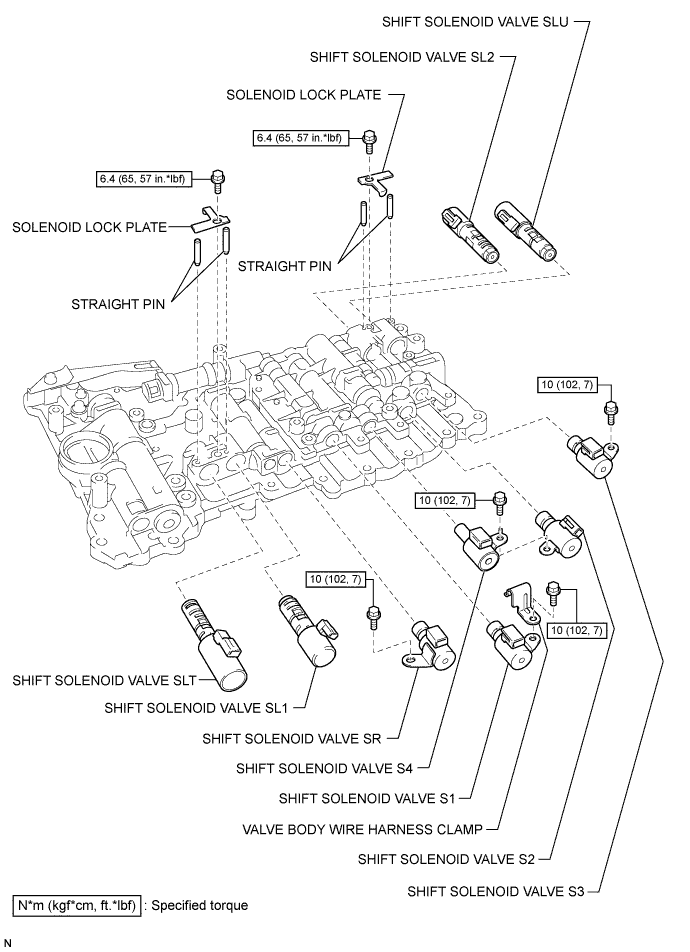 SHIFT SOLENOID VALVE SLU
SHIFT SOLENOID VALVE SL2
SOLENOID LOCK PLATE
6.4 (65, 57 in.*lbf)
6.4 (65, 57 in.*lbf)
SOLENOID LOCK PLATE
STRAIGHT PIN
STRAIGHT PIN
10 (102, 7)
10 (102, 7)
10 (102, 7)
10 (102, 7)
SHIFT SOLENOID VALVE SLT
SHIFT SOLENOID VALVE SL1
SHIFT SOLENOID VALVE SR
SHIFT SOLENOID VALVE S4
SHIFT SOLENOID VALVE S1
VALVE BODY WIRE HARNESS CLAMP
SHIFT SOLENOID VALVE S2
SHIFT SOLENOID VALVE S3
N*m (kgf*cm, ft.*lbf) : Specified torque
N